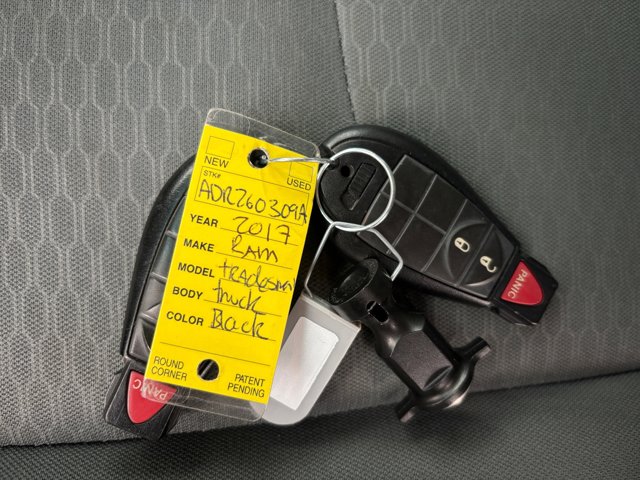 NEW
USED
STK#
ADR260309A
YEAR 2017
MAKE RAM
MODEL tradesman
BODY truck
COLOR Black
ROUND CORNER
PATENT PENDING
PANIC
PANIC